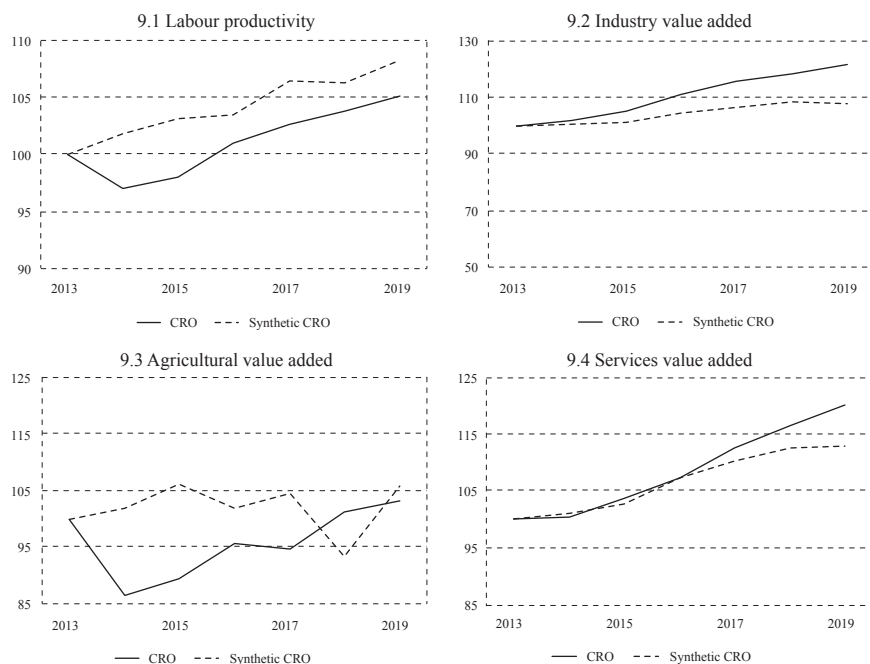 9.1 Labour productivity
110
105
100
95
90
2013 2015 2017 2019
CRO Synthetic CRO
9.2 Industry value added
130
110
90
70
50
2013 2015 2017 2019
CRO Synthetic CRO
9.3 Agricultural value added
125
115
105
95
85
2013 2015 2017 2019
CRO Synthetic CRO
9.4 Services value added
125
115
105
95
85
2013 2015 2017 2019
CRO Synthetic CRO